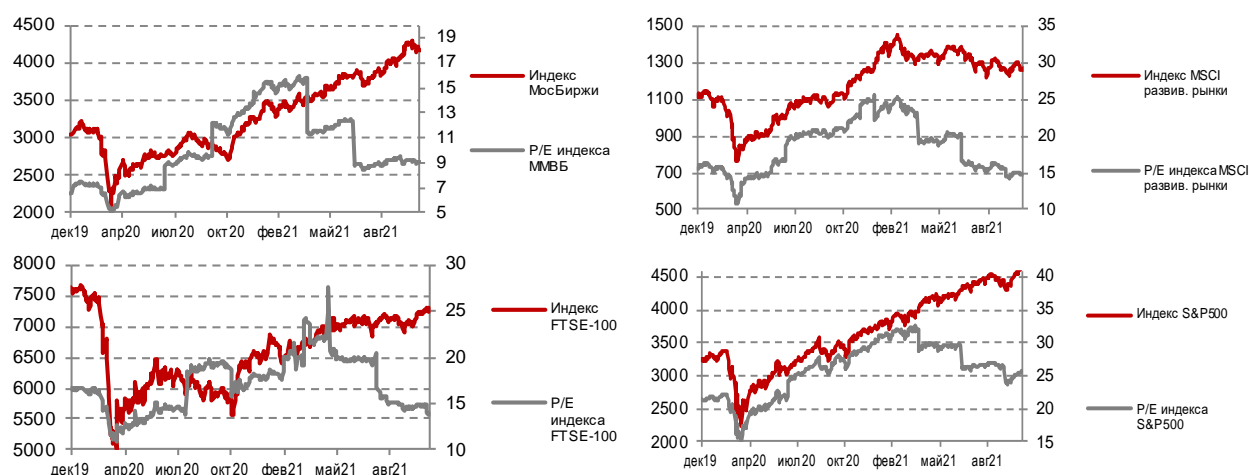 4500
4000
3500
3000
2500
2000
19
17
15
13
11
9
7
5
дек19 апр20 июл20 окт20 фев21 май21 авг21
Индекс
МосБиржи
P/E индекса
ММВБ
1500
1300
1100
900
700
500
35
30
25
20
15
10
дек19 апр20 июл20 окт20 фев21 май21 авг21
Индекс MSCI
развив. рынки
P/E индекса MSCI
развив. рынки
8000
7500
7000
6500
6000
5500
5000
30
25
20
15
10
дек19 апр20 июл20 окт20 фев21 май21 авг21
Индекс
FTSE-100
P/E
индекса
FTSE-100
4500
4000
3500
3000
2500
2000
40
35
30
25
20
15
дек19 апр20 июл20 окт20 фев21 май21 авг21
Индекс S&P500
P/E индекса
S&P500